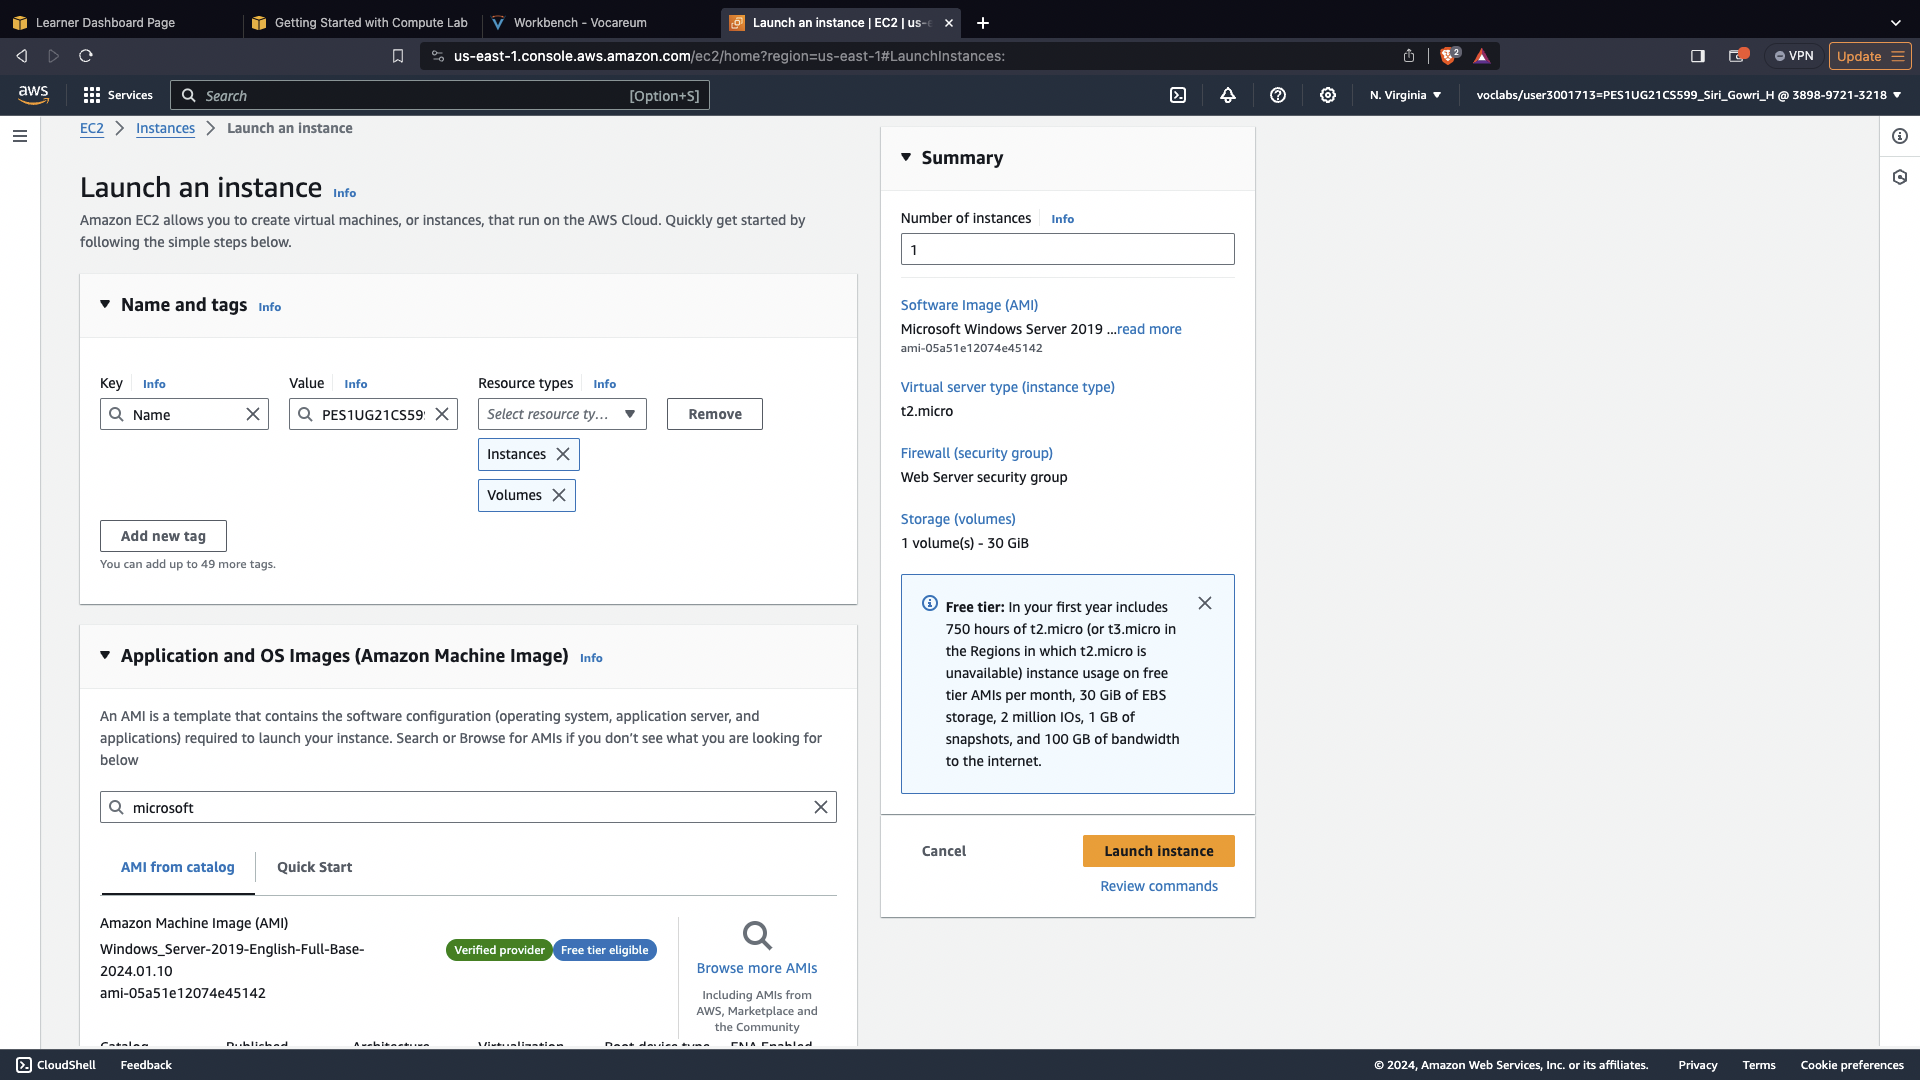 Learner Dashboard Page
Getting Started with Compute Lab
Workbench - Vocareum
Launch an instance | EC2 | us-e
us-east-1.console.aws.amazon.com/ec2/home?region=us-east-1#LaunchInstances:
2
VPN
Update
aws
Services
Search
[Option+S]
N. Virginia
voclabs/user3001713=PES1UG21CS599_Siri_Gowri_H @ 3898-9721-3218
EC2
Instances
Launch an instance
Launch an instance Info
Amazon EC2 allows you to create virtual machines, or instances, that run on the AWS Cloud. Quickly get started by
following the simple steps below.
Name and tags Info
Key Info
Value Info
Resource types Info
Name
PES1UG21CS599
Select resource ty...
Remove
Instances
Volumes
Add new tag
You can add up to 49 more tags.
Application and OS Images (Amazon Machine Image) Info
An AMI is a template that contains the software configuration (operating system, application server, and
applications) required to launch your instance. Search or Browse for AMIs if you don't see what you are looking for
below
microsoft
AMI from catalog
Quick Start
Amazon Machine Image (AMI)
Windows_Server-2019-English-Full-Base-
2024.01.10
ami-05a51e12074e45142
Verified provider
Free tier eligible
Browse more AMIs
Including AMIs from
AWS, Marketplace and
the Community
Catalog Published Architecture Virtualization Root device type ENA Enabled
Summary
Number of instances Info
1
Software Image (AMI)
Microsoft Windows Server 2019 ...read more
ami-05a51e12074e45142
Virtual server type (instance type)
t2.micro
Firewall (security group)
Web Server security group
Storage (volumes)
1 volume(s) - 30 GiB
Free tier: In your first year includes
750 hours of t2.micro (or t3.micro in
the Regions in which t2.micro is
unavailable) instance usage on free
tier AMIs per month, 30 GiB of EBS
storage, 2 million IOs, 1 GB of
snapshots, and 100 GB of bandwidth
to the internet.
Cancel
Launch instance
Review commands
CloudShell
Feedback
© 2024, Amazon Web Services, Inc. or its affiliates.
Privacy
Terms
Cookie preferences